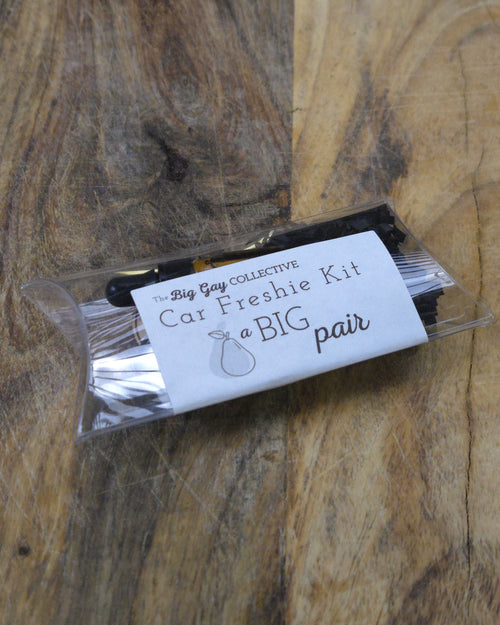 The Big Gay COLLECTIVE
Car Freshie Kit
a BIG
pair